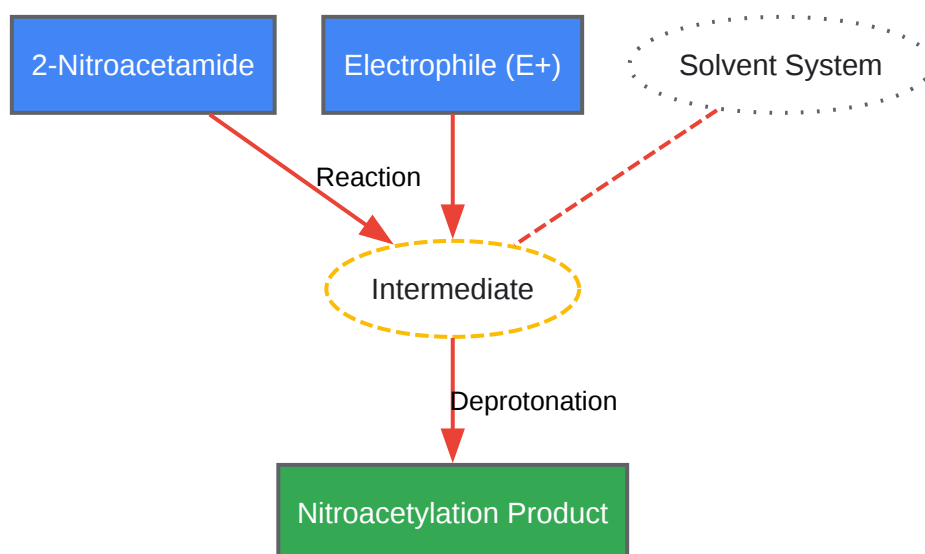 2-Nitroacetamide
Electrophile (E+)
Solvent System
Reaction
Intermediate
Deprotonation
Nitroacetylation Product